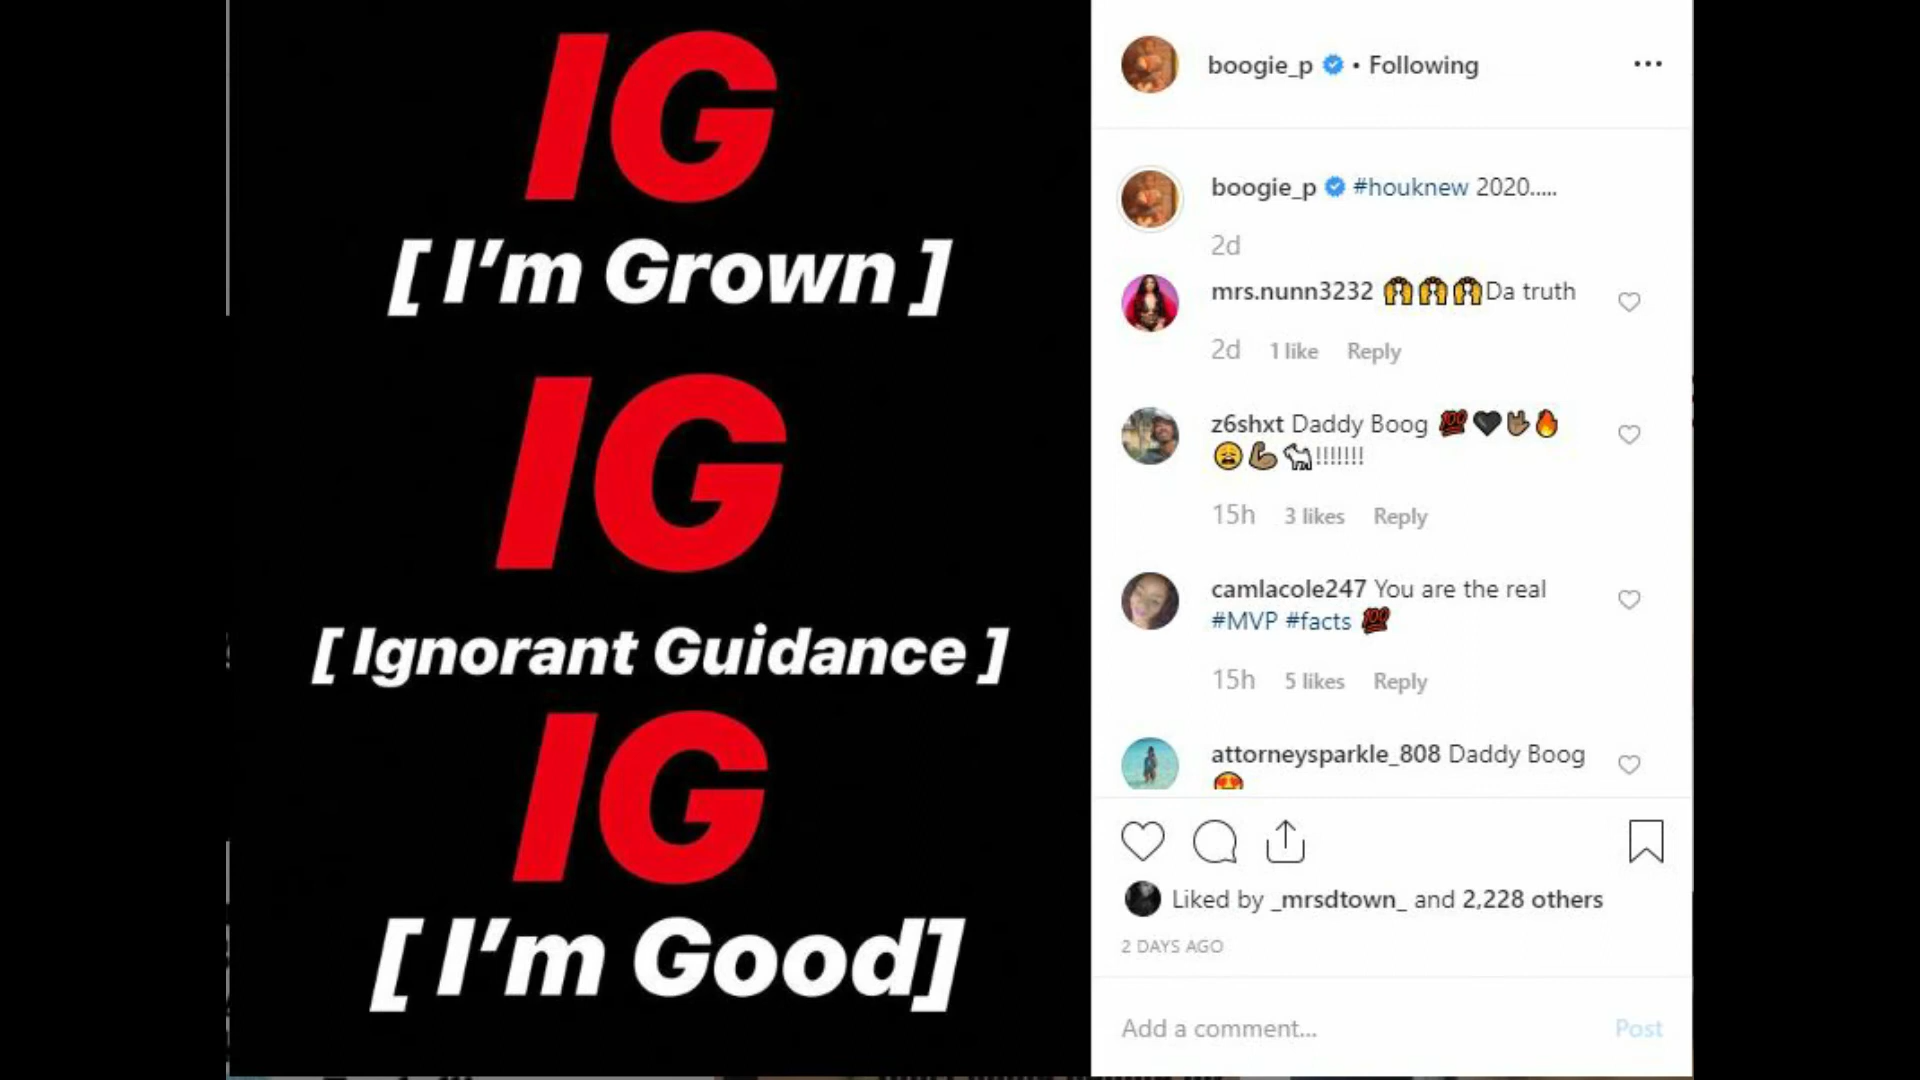 IG
[ I'm Grown ]
IG
[ Ignorant Guidance ]
IG
[ I'm Good]
boogie_p • Following
boogie_p #houknew 2020.....
2d
mrs.nunn3232 🙌🙌🙌Da truth
2d 1 like Reply
z6shxt Daddy Boog 💯🖤🤟🏽🔥
😩💪🏽🐐!!!!!!!
15h 3 likes Reply
camlacole247 You are the real
#MVP #facts 💯
15h 5 likes Reply
attorneysparkle_808 Daddy Boog
😍
Liked by _mrsdtown_ and 2,228 others
2 DAYS AGO
Add a comment...
Post